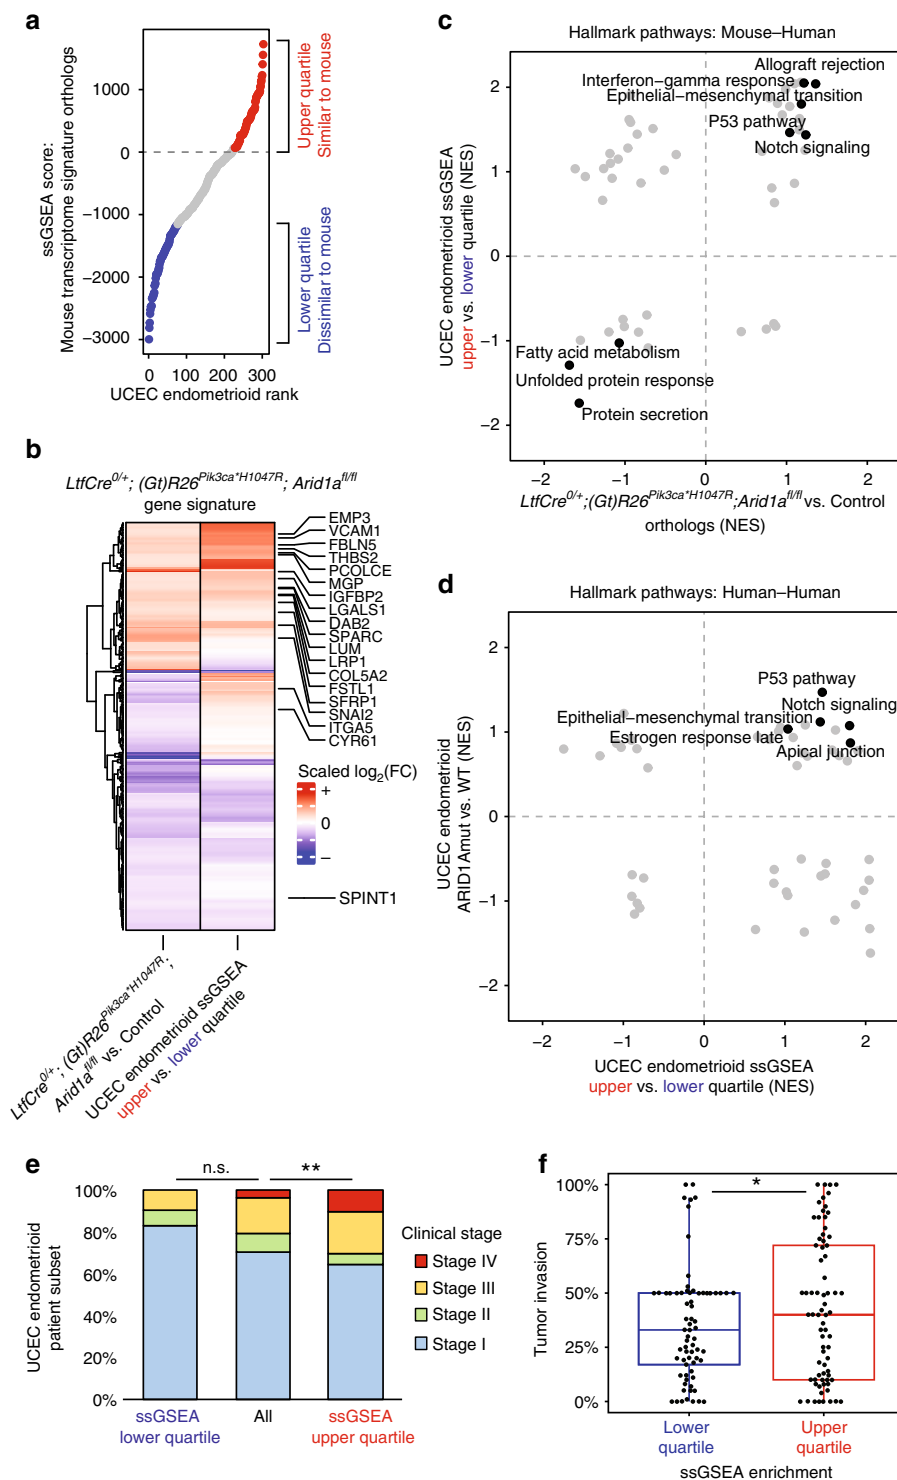 a
ssGSEA score:
Mouse transcriptome signature orthologs
1000
0
−1000
−2000
−3000
0
100
200
300
UCEC endometrioid rank
Upper quartile
Similar to mouse
Lower quartile
Dissimilar to mouse
b
LtfCre0/+; (Gt)R26Pik3ca*H1047R; Arid1afl/fl
gene signature
EMP3
VCAM1
FBLN5
THBS2
PCOLCE
MGP
IGFBP2
LGALS1
DAB2
SPARC
LUM
LRP1
COL5A2
FSTL1
SFRP1
SNAI2
ITGA5
CYR61
Scaled log2(FC)
+
0
−
SPINT1
LtfCre0/+; (Gt)R26Pik3ca*H1047R;
Arid1afl/fl vs. Control
UCEC endometrioid ssGSEA
upper vs. lower quartile
c
Hallmark pathways: Mouse–Human
UCEC endometrioid ssGSEA
upper vs. lower quartile (NES)
2
1
0
−1
−2
Allograft rejection
Interferon−gamma response
Epithelial−mesenchymal transition
P53 pathway
Notch signaling
Fatty acid metabolism
Unfolded protein response
Protein secretion
−2
−1
0
1
2
LtfCre0/+;(Gt)R26Pik3ca*H1047R;Arid1afl/fl vs. Control
orthologs (NES)
d
Hallmark pathways: Human–Human
UCEC endometrioid
ARID1Amut vs. WT (NES)
2
1
0
−1
−2
P53 pathway
Notch signaling
Epithelial−mesenchymal transition
Estrogen response late
Apical junction
−2
−1
0
1
2
UCEC endometrioid ssGSEA
upper vs. lower quartile (NES)
e
n.s.
**
UCEC endometrioid
patient subset
100%
80%
60%
40%
20%
0%
ssGSEA
lower quartile
All
ssGSEA
upper quartile
Clinical stage
Stage IV
Stage III
Stage II
Stage I
f
*
Tumor invasion
100%
75%
50%
25%
0%
Lower
quartile
Upper
quartile
ssGSEA enrichment